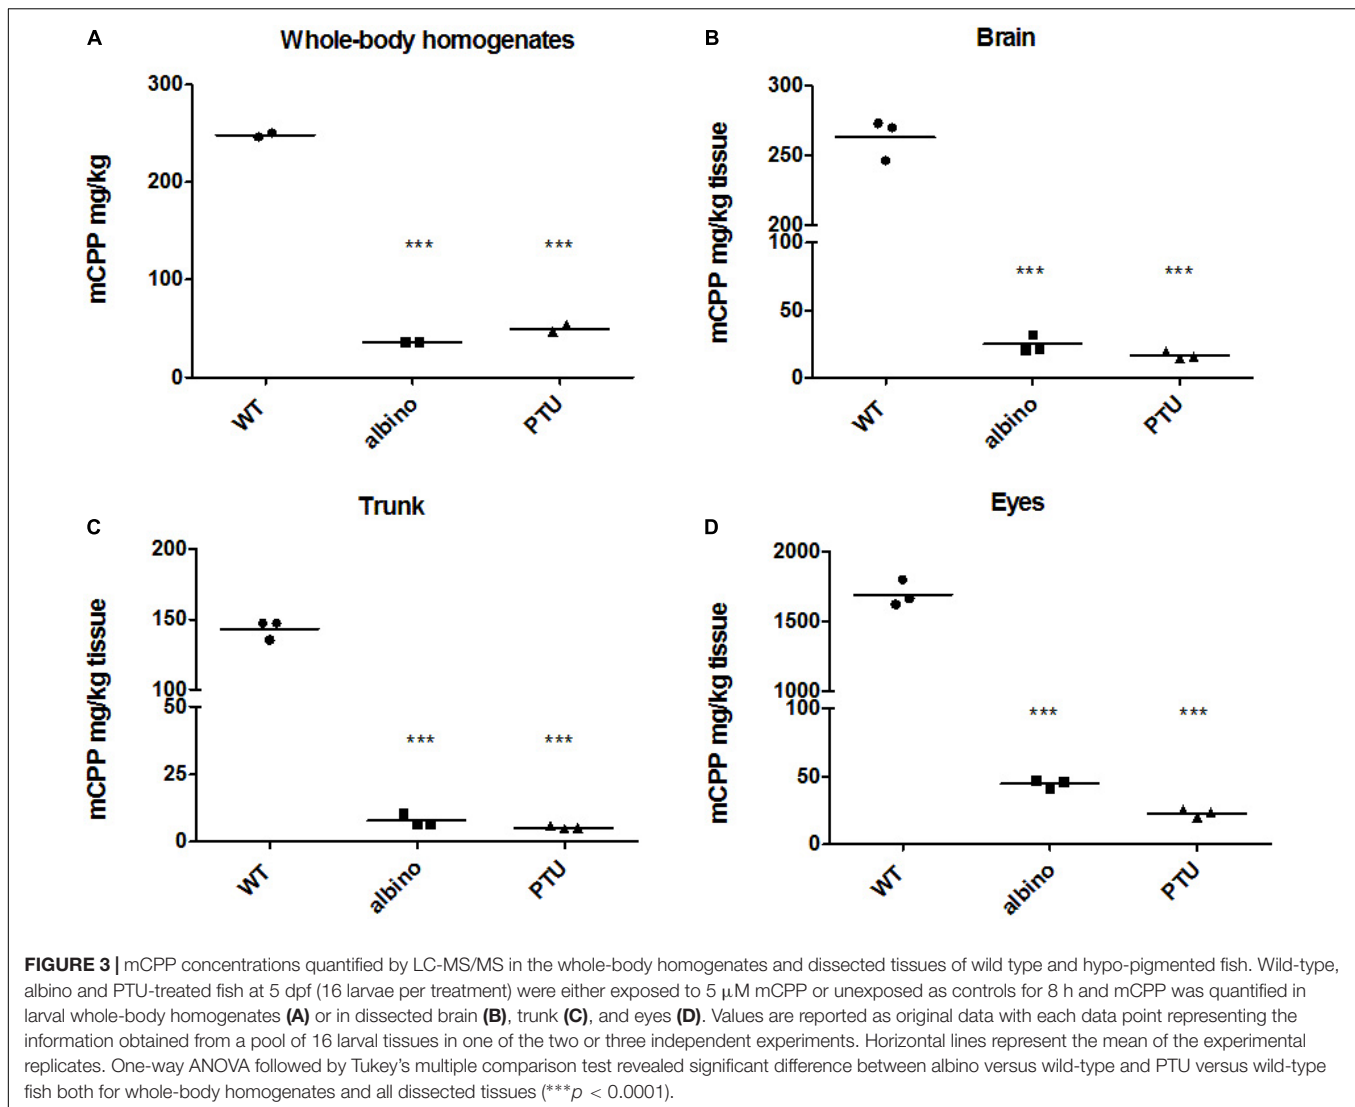 A
Whole-body homogenates
mCPP mg/kg
300
200
100
0
***
***
WT
albino
PTU
B
Brain
mCPP mg/kg tissue
300
250
200
100
50
0
***
***
WT
albino
PTU
C
Trunk
mCPP mg/kg tissue
200
150
100
50
25
0
***
***
WT
albino
PTU
D
Eyes
mCPP mg/kg tissue
2000
1500
1000
100
50
0
***
***
WT
albino
PTU
FIGURE 3 | mCPP concentrations quantified by LC-MS/MS in the whole-body homogenates and dissected tissues of wild type and hypo-pigmented fish. Wild-type,
albino and PTU-treated fish at 5 dpf (16 larvae per treatment) were either exposed to 5 μM mCPP or unexposed as controls for 8 h and mCPP was quantified in
larval whole-body homogenates (A) or in dissected brain (B), trunk (C), and eyes (D). Values are reported as original data with each data point representing the
information obtained from a pool of 16 larval tissues in one of the two or three independent experiments. Horizontal lines represent the mean of the experimental
replicates. One-way ANOVA followed by Tukey's multiple comparison test revealed significant difference between albino versus wild-type and PTU versus wild-type
fish both for whole-body homogenates and all dissected tissues (***p < 0.0001).